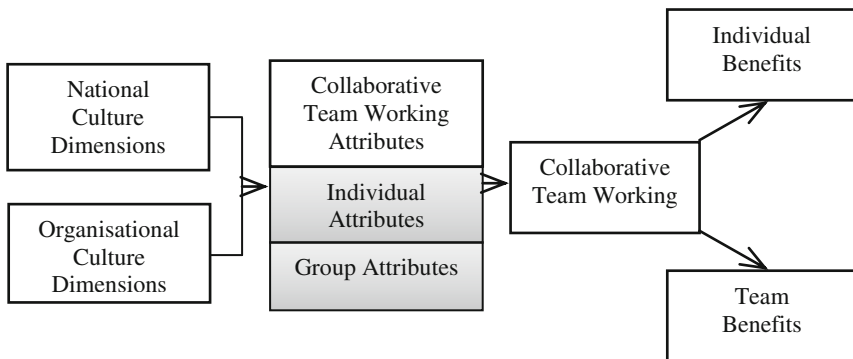 National
Culture
Dimensions
Organisational
Culture
Dimensions
Collaborative
Team Working
Attributes
Individual
Attributes
Group Attributes
Collaborative
Team Working
Individual
Benefits
Team
Benefits